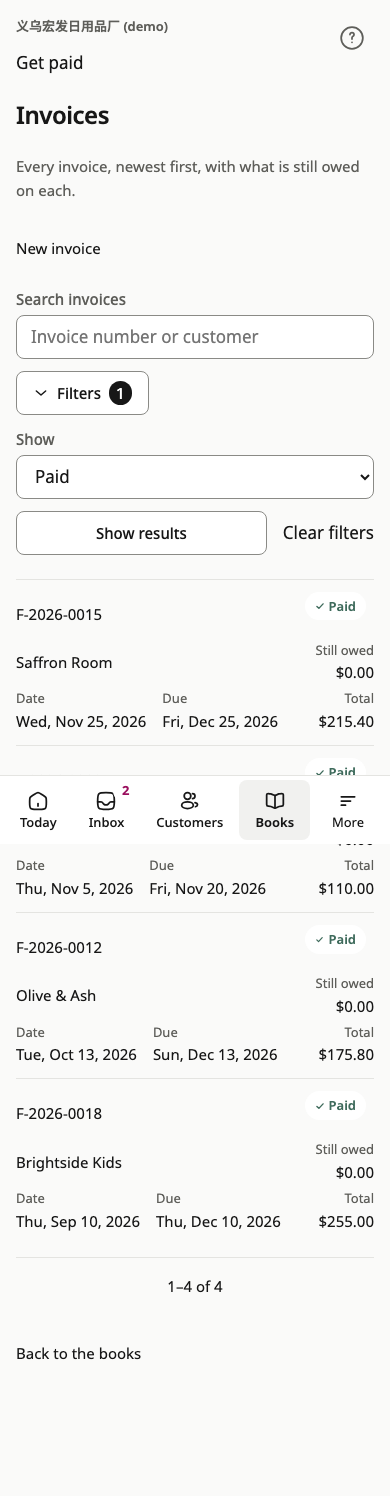 义乌宏发日用品厂 (demo)
Get paid
Invoices
Every invoice, newest first, with what is still owed
on each.
New invoice
Search invoices
Invoice number or customer
Filters 1
Show
Paid
Show results Clear filters
Paid
F-2026-0015
Still owed
Saffron Room
$0.00
Date Due Total
Wed, Nov 25, 2026 Fri, Dec 25, 2026 $215.40
Paid
2
Today Inbox Customers Books More
Date Due Total
Thu, Nov 5, 2026 Fri, Nov 20, 2026 $110.00
Paid
F-2026-0012
Still owed
Olive & Ash
$0.00
Date Due Total
Tue, Oct 13, 2026 Sun, Dec 13, 2026 $175.80
Paid
F-2026-0018
Still owed
Brightside Kids
$0.00
Date Due Total
Thu, Sep 10, 2026 Thu, Dec 10, 2026 $255.00
1–4 of 4
Back to the books